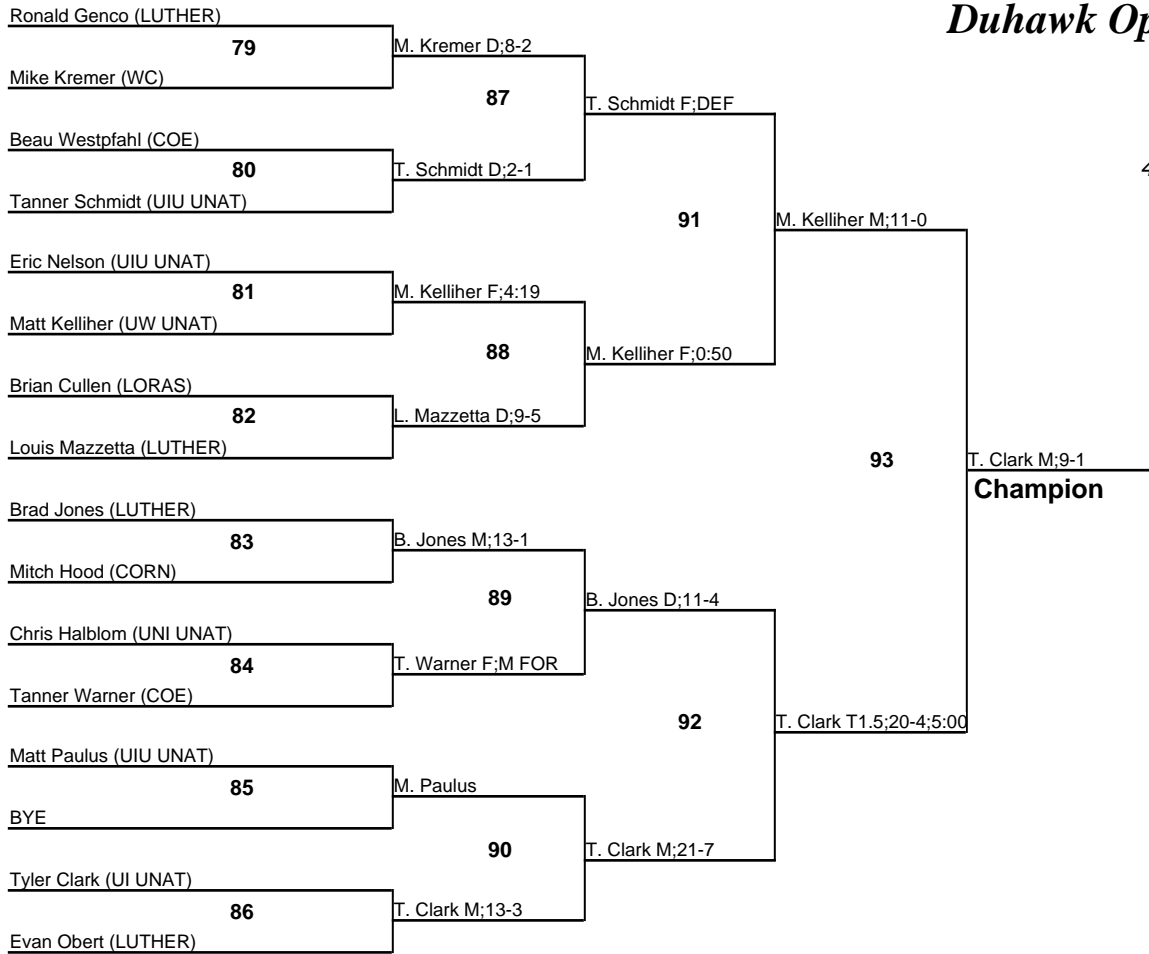 Ronald Genco (LUTHER)
Duhawk Op
79
M. Kremer D;8-2
Mike Kremer (WC)
87
T. Schmidt F;DEF
Beau Westpfahl (COE)
80
T. Schmidt D;2-1
4
Tanner Schmidt (UIU UNAT)
91
M. Kelliher M;11-0
Eric Nelson (UIU UNAT)
81
M. Kelliher F;4:19
Matt Kelliher (UW UNAT)
88
M. Kelliher F;0:50
Brian Cullen (LORAS)
82
L. Mazzetta D;9-5
Louis Mazzetta (LUTHER)
93
T. Clark M;9-1
Champion
Brad Jones (LUTHER)
83
B. Jones M;13-1
Mitch Hood (CORN)
89
B. Jones D;11-4
Chris Halblom (UNI UNAT)
84
T. Warner F;M FOR
Tanner Warner (COE)
92
T. Clark T1.5;20-4;5:00
Matt Paulus (UIU UNAT)
85
M. Paulus
BYE
90
T. Clark M;21-7
Tyler Clark (UI UNAT)
86
T. Clark M;13-3
Evan Obert (LUTHER)